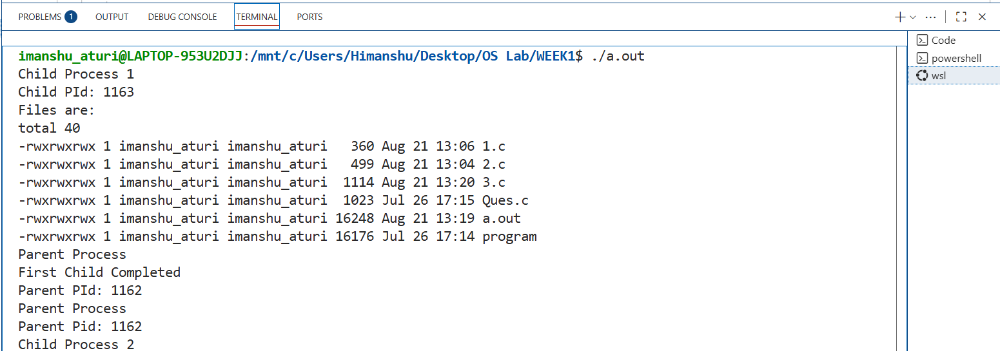 PROBLEMS 1 OUTPUT DEBUG CONSOLE TERMINAL PORTS
Code
powershell
wsl
imanshu_aturi@LAPTOP-953U2DJJ:/mnt/c/Users/Himanshu/Desktop/OS Lab/WEEK1$ ./a.out
Child Process 1
Child PId: 1163
Files are:
total 40
-rwxrwxrwx 1 imanshu_aturi imanshu_aturi   360 Aug 21 13:06 1.c
-rwxrwxrwx 1 imanshu_aturi imanshu_aturi   499 Aug 21 13:04 2.c
-rwxrwxrwx 1 imanshu_aturi imanshu_aturi  1114 Aug 21 13:20 3.c
-rwxrwxrwx 1 imanshu_aturi imanshu_aturi  1023 Jul 26 17:15 Ques.c
-rwxrwxrwx 1 imanshu_aturi imanshu_aturi 16248 Aug 21 13:19 a.out
-rwxrwxrwx 1 imanshu_aturi imanshu_aturi 16176 Jul 26 17:14 program
Parent Process
First Child Completed
Parent PId: 1162
Parent Process
Parent Pid: 1162
Child Process 2